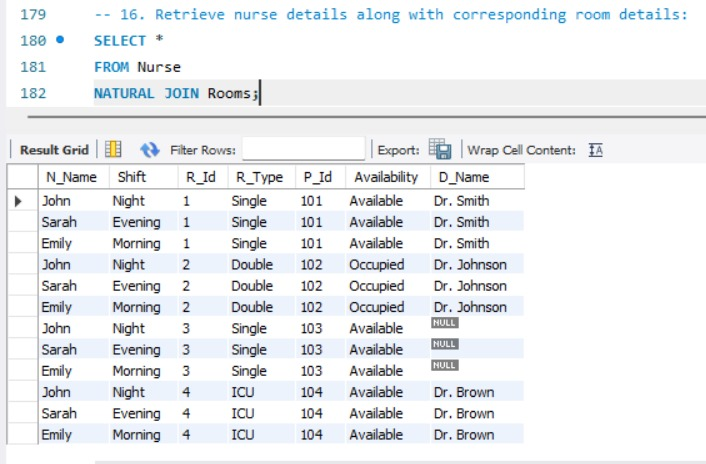 179 -- 16. Retrieve nurse details along with corresponding room details:
180 SELECT *
181 FROM Nurse
182 NATURAL JOIN Rooms;
Result Grid Filter Rows: Export: Wrap Cell Content:
N_Name Shift R_Id R_Type P_Id Availability D_Name
John Night 1 Single 101 Available Dr. Smith
Sarah Evening 1 Single 101 Available Dr. Smith
Emily Morning 1 Single 101 Available Dr. Smith
John Night 2 Double 102 Occupied Dr. Johnson
Sarah Evening 2 Double 102 Occupied Dr. Johnson
Emily Morning 2 Double 102 Occupied Dr. Johnson
John Night 3 Single 103 Available NULL
Sarah Evening 3 Single 103 Available NULL
Emily Morning 3 Single 103 Available NULL
John Night 4 ICU 104 Available Dr. Brown
Sarah Evening 4 ICU 104 Available Dr. Brown
Emily Morning 4 ICU 104 Available Dr. Brown